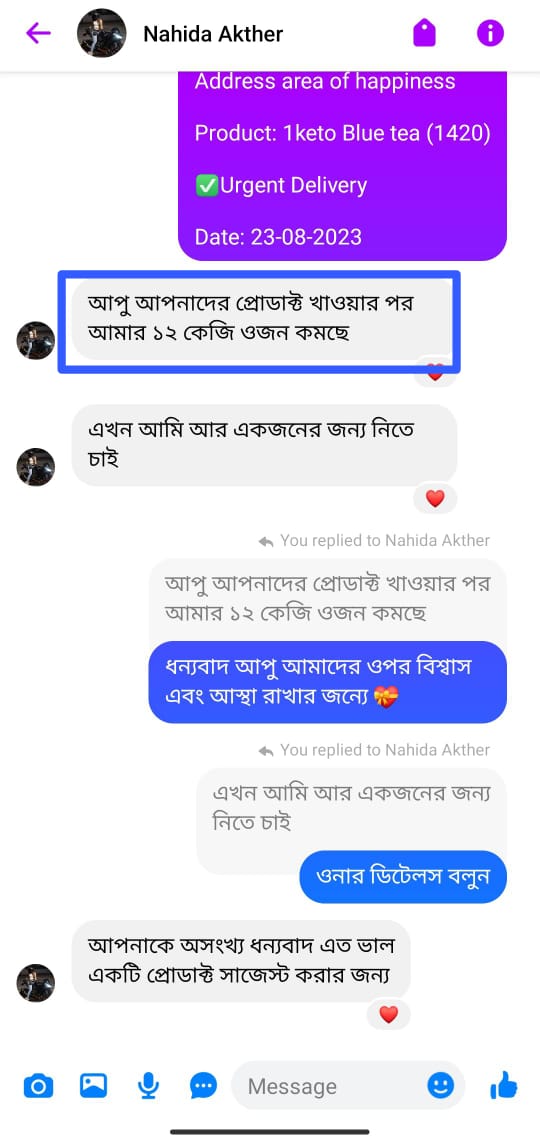 Nahida Akther
Address area of happiness
Product: 1keto Blue tea (1420)
✅Urgent Delivery
Date: 23-08-2023
আপু আপনাদের প্রোডাক্ট খাওয়ার পর
আমার ১২ কেজি ওজন কমছে
এখন আমি আর একজনের জন্য নিতে
চাই
You replied to Nahida Akther
আপু আপনাদের প্রোডাক্ট খাওয়ার পর
আমার ১২ কেজি ওজন কমছে
ধন্যবাদ আপু আমাদের ওপর বিশ্বাস
এবং আস্থা রাখার জন্যে 💝
You replied to Nahida Akther
এখন আমি আর একজনের জন্য
নিতে চাই
ওনার ডিটেলস বলুন
আপনাকে অসংখ্য ধন্যবাদ এত ভাল
একটি প্রোডাক্ট সাজেস্ট করার জন্য
Message